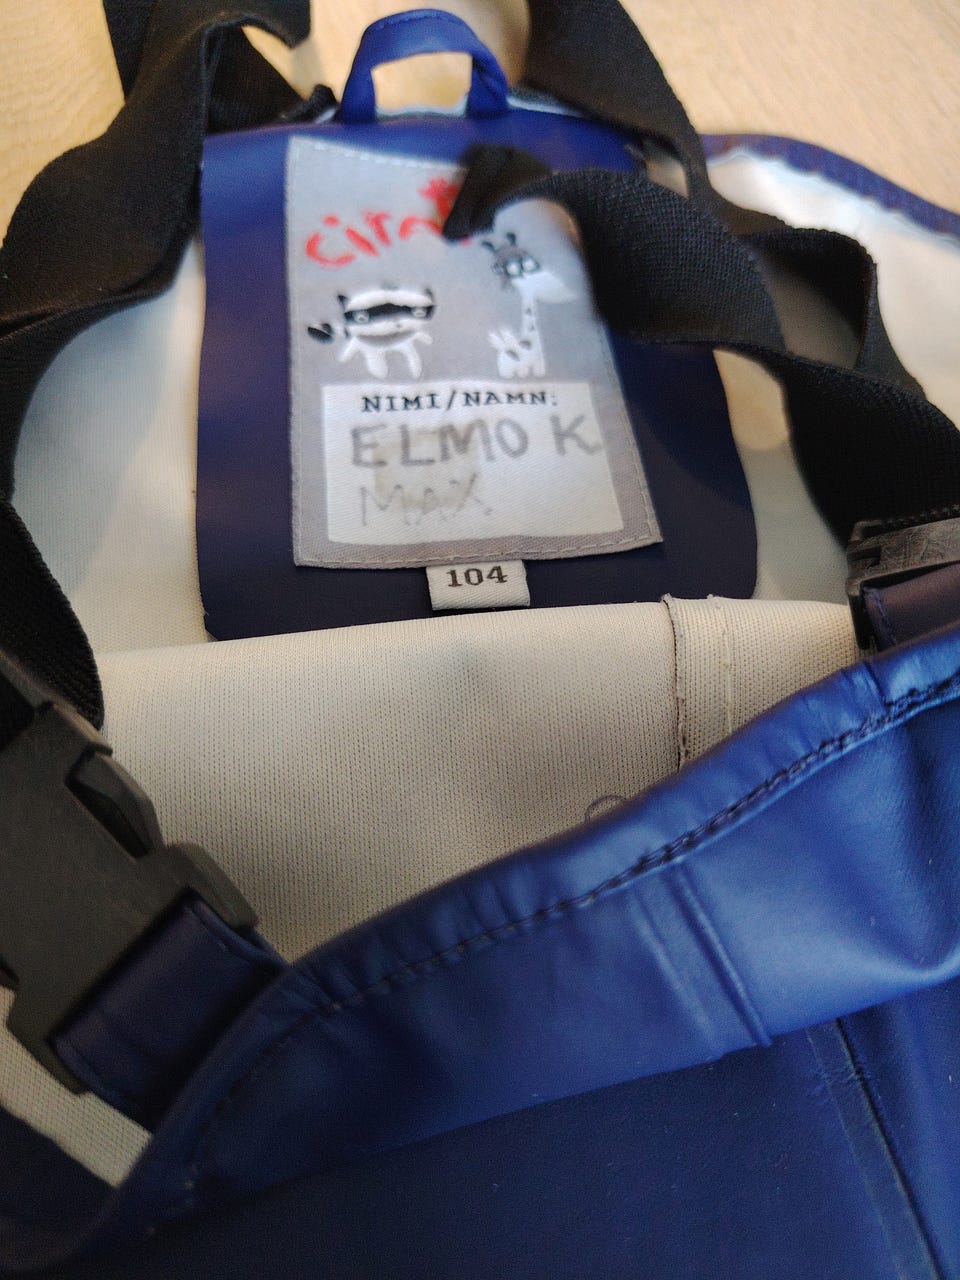 NIMI/NAMN:
ELMO K
MAX
104